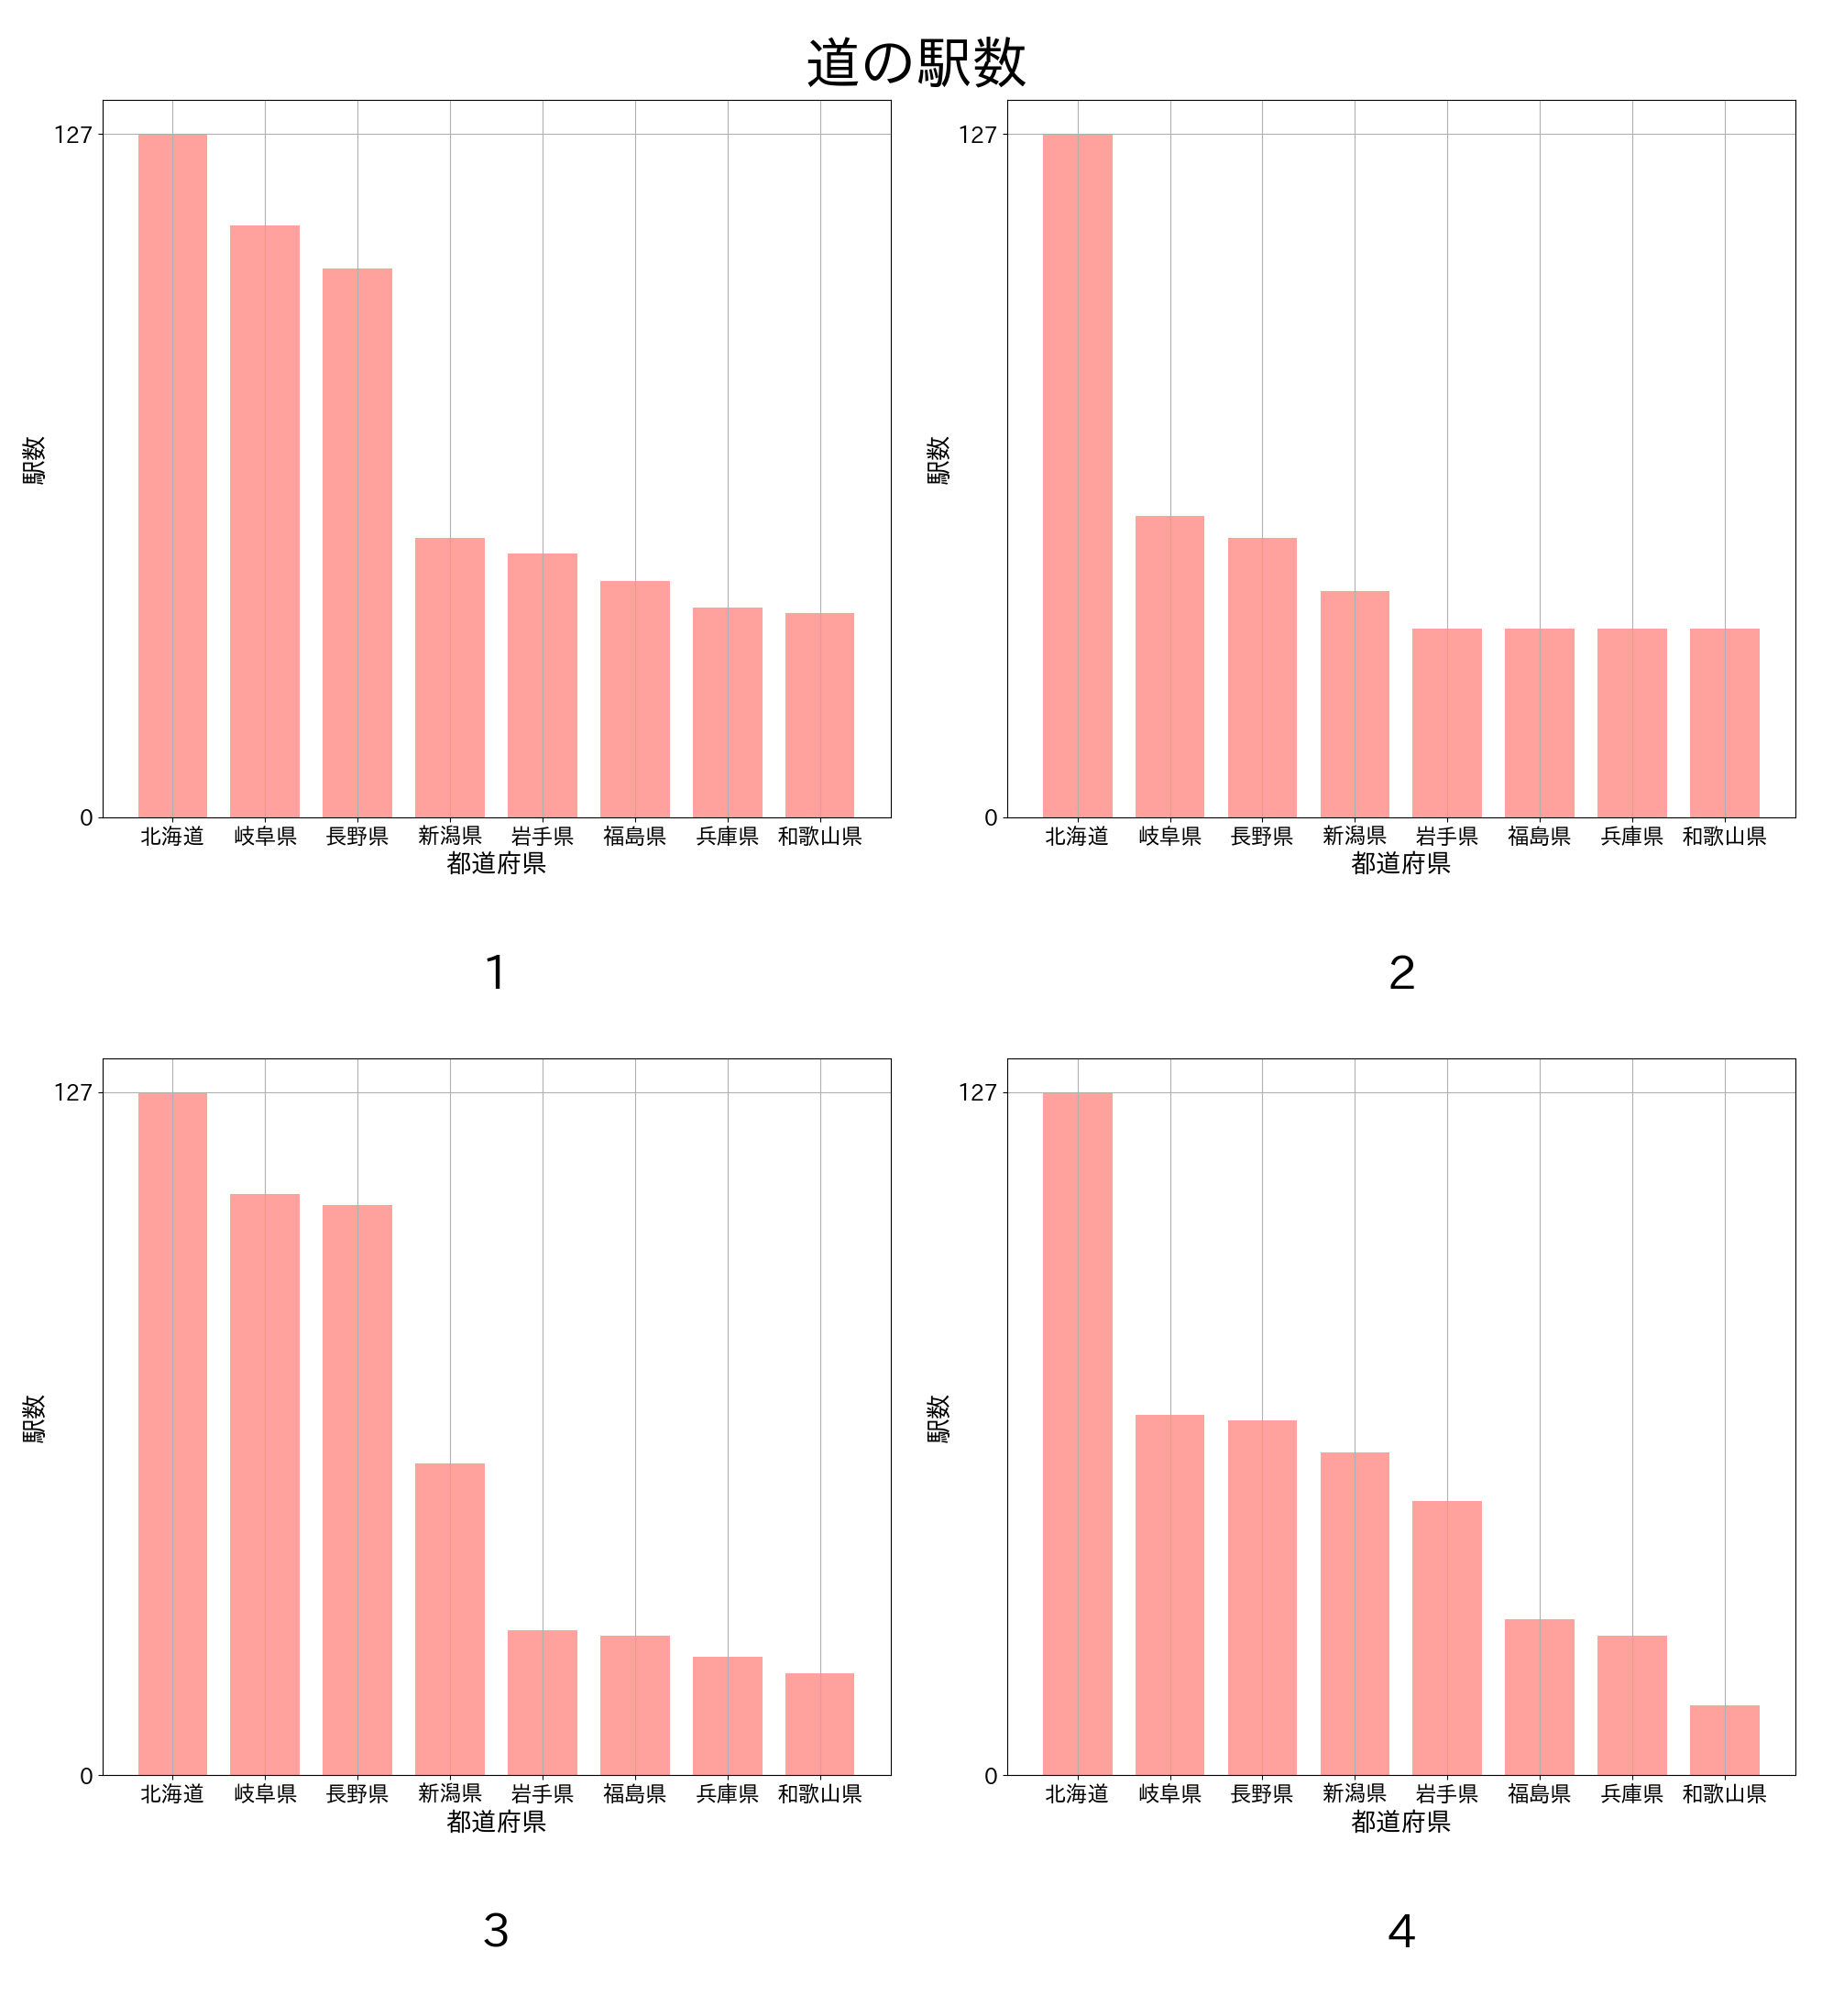 道の駅数
127
駅数
0
北海道 岐阜県 長野県 新潟県 岩手県 福島県 兵庫県 和歌山県
都道府県
1
127
駅数
0
北海道 岐阜県 長野県 新潟県 岩手県 福島県 兵庫県 和歌山県
都道府県
2
127
駅数
0
北海道 岐阜県 長野県 新潟県 岩手県 福島県 兵庫県 和歌山県
都道府県
3
127
駅数
0
北海道 岐阜県 長野県 新潟県 岩手県 福島県 兵庫県 和歌山県
都道府県
4